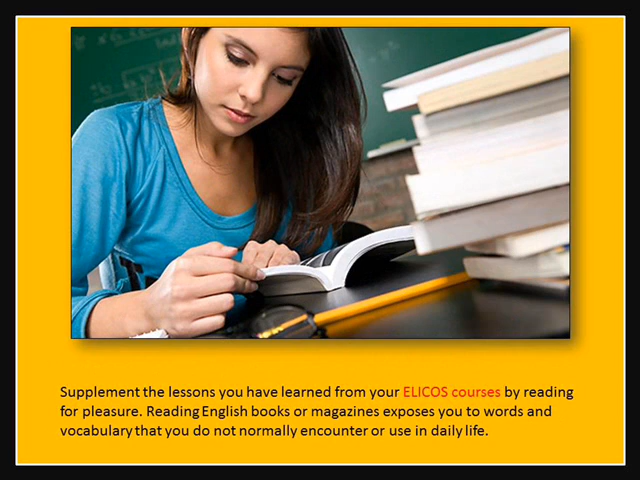 Supplement the lessons you have learned from your ELICOS courses by reading
for pleasure. Reading English books or magazines exposes you to words and
vocabulary that you do not normally encounter or use in daily life.